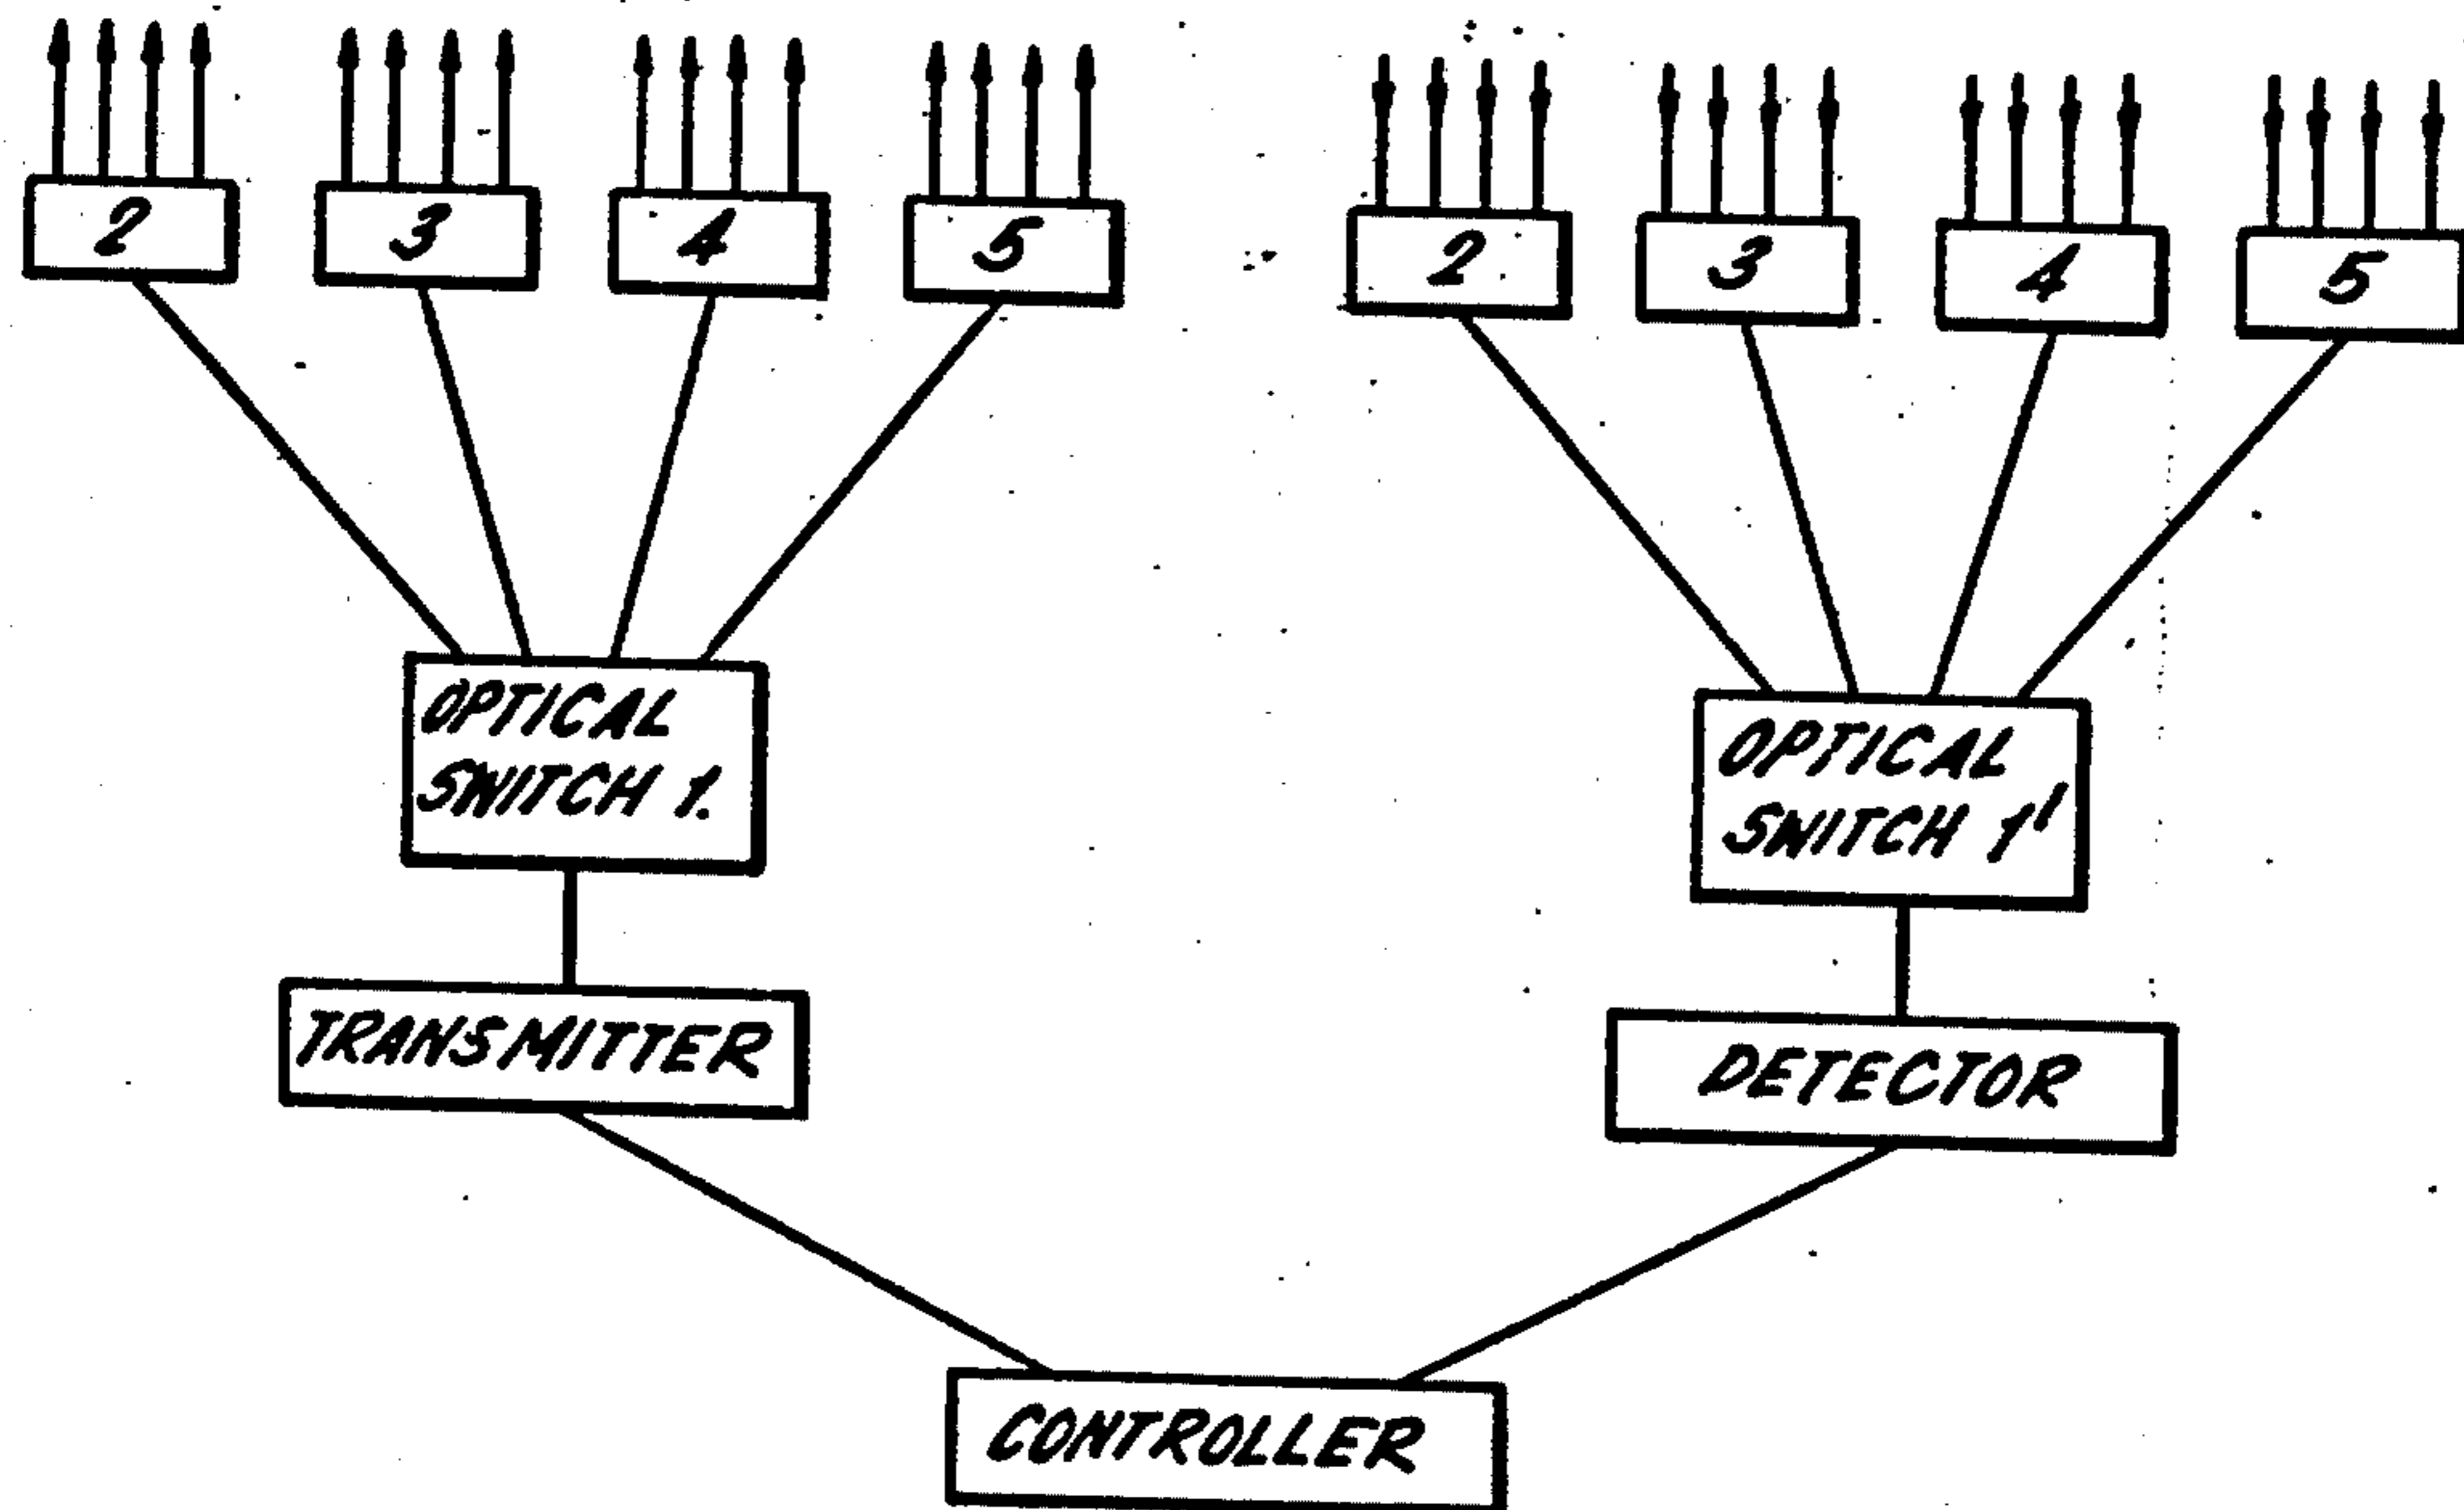 2 3 4 5 2 3 4 5
OPTICAL
SWITCH 1.
OPTICAL
SWITCH 1'
TRANSMITTER
DETECTOR
CONTROLLER